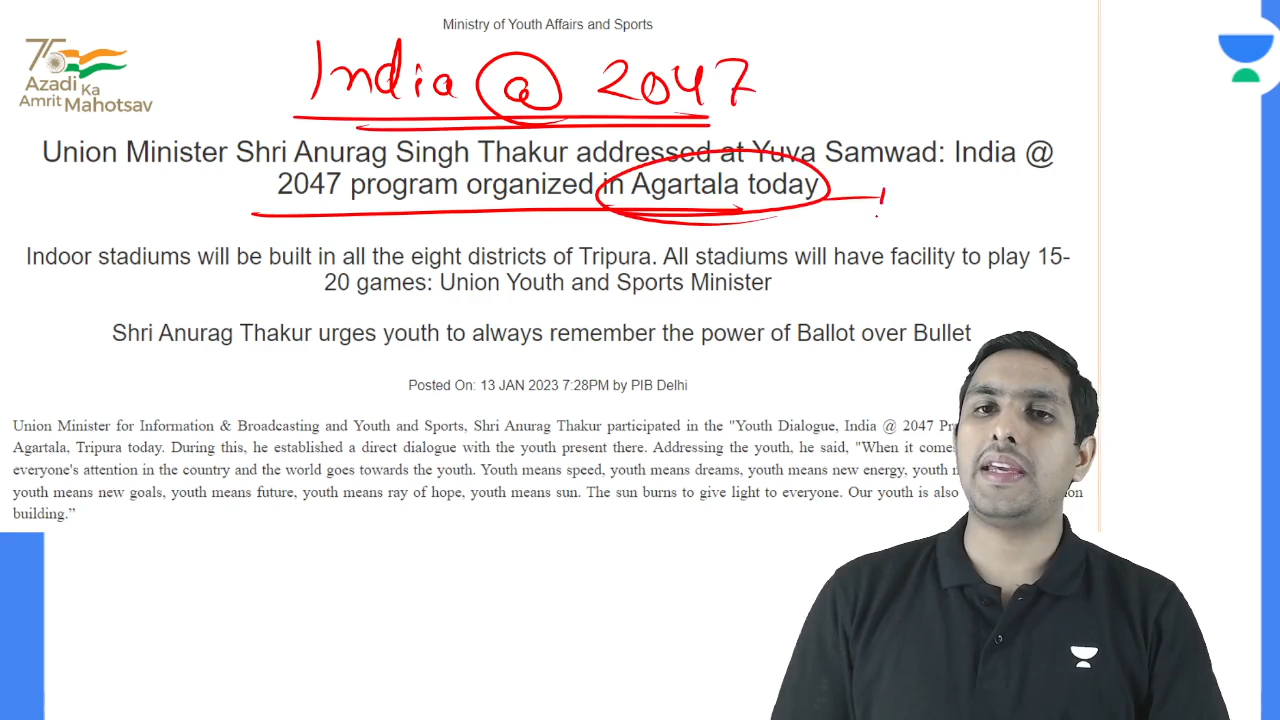 Ministry of Youth Affairs and Sports
75
Azadi Ka
Amrit Mahotsav
India @ 2047
Union Minister Shri Anurag Singh Thakur addressed at Yuva Samwad: India @
2047 program organized in Agartala today
Indoor stadiums will be built in all the eight districts of Tripura. All stadiums will have facility to play 15-
20 games: Union Youth and Sports Minister
Shri Anurag Thakur urges youth to always remember the power of Ballot over Bullet
Posted On: 13 JAN 2023 7:28PM by PIB Delhi
Union Minister for Information & Broadcasting and Youth and Sports, Shri Anurag Thakur participated in the "Youth Dialogue, India @ 2047
Agartala, Tripura today. During this, he established a direct dialogue with the youth present there. Addressing the youth, he said, "When it
everyone's attention in the country and the world goes towards the youth. Youth means speed, youth means dreams, youth means new energy, youth
youth means new goals, youth means future, youth means ray of hope, youth means sun. The sun burns to give light to everyone. Our youth is also
building.”